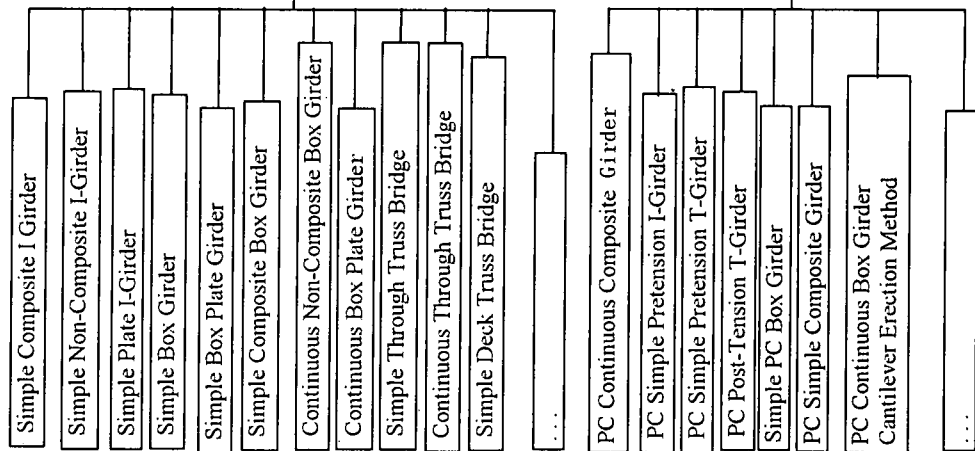 Simple Composite I Girder
Simple Non-Composite I-Girder
Simple Plate I-Girder
Simple Box Girder
Simple Box Plate Girder
Simple Composite Box Girder
Continuous Non-Composite Box Girder
Continuous Box Plate Girder
Simple Through Truss Bridge
Continuous Through Truss Bridge
Simple Deck Truss Bridge
...
PC Continuous Composite Girder
PC Simple Pretension I-Girder
PC Simple Pretension T-Girder
PC Post-Tension T-Girder
Simple PC Box Girder
PC Simple Composite Girder
PC Continuous Box Girder
Cantilever Erection Method
...